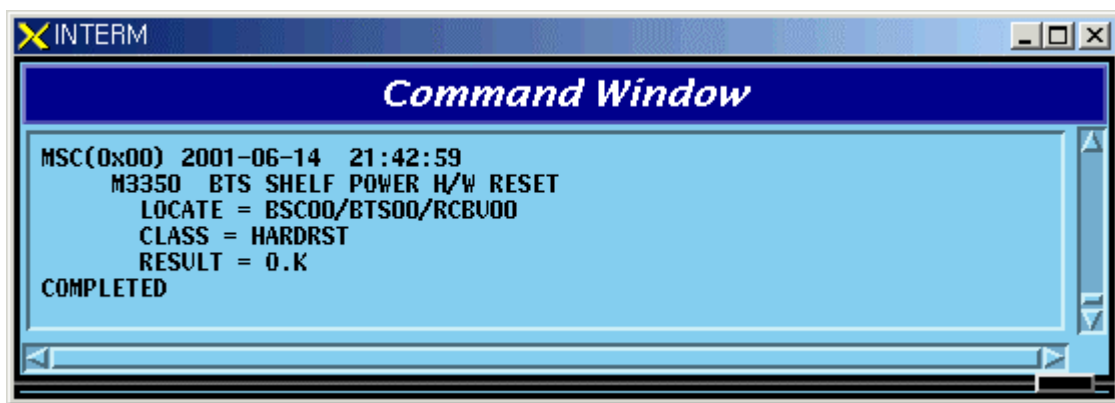 INTERM
Command Window
MSC(0x00) 2001-06-14 21:42:59
M3350 BTS SHELF POWER H/W RESET
LOCATE = BSC00/BTS00/RCBU00
CLASS = HARDRST
RESULT = O.K
COMPLETED